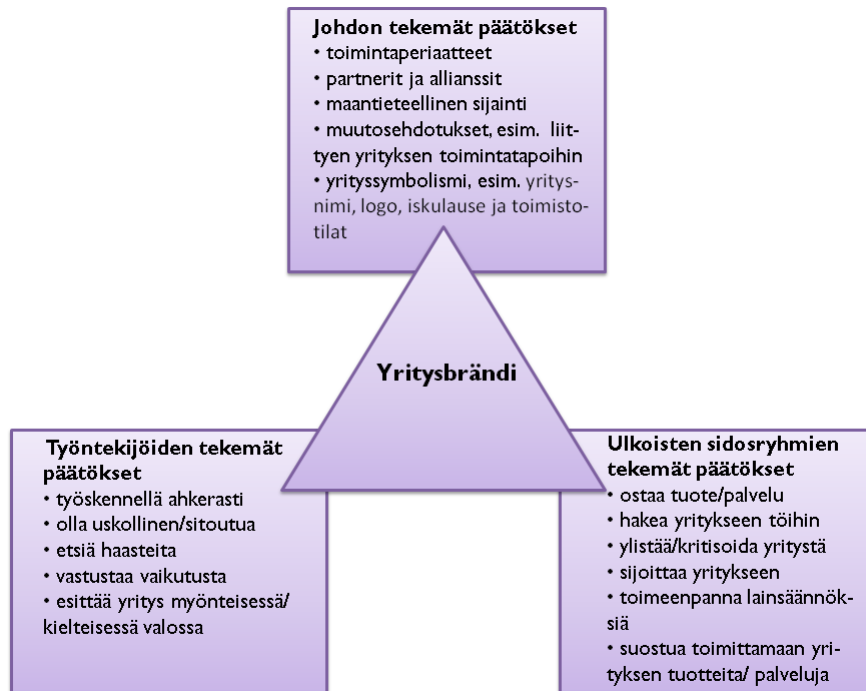 Johdon tekemät päätökset
• toimintaperiaatteet
• partnerit ja allianssit
• maantieteellinen sijainti
• muutosehdotukset, esim. liit-
tyen yrityksen toimintatapoihin
• yrityssymbolismi, esim. yritys-
nimi, logo, iskulause ja toimisto-
tilat
Yritysbrändi
Työntekijöiden tekemät
päätökset
• työskennellä ahkerasti
• olla uskollinen/sitoutua
• etsiä haasteita
• vastustaa vaikutusta
• esittää yritys myönteisessä/
kielteisessä valossa
Ulkoisten sidosryhmien
tekemät päätökset
• ostaa tuote/palvelu
• hakea yritykseen töihin
• ylistää/kritisoida yritystä
• sijoittaa yritykseen
• toimeenpanna lainsäännök-
siä
• suostua toimittamaan yri-
tyksen tuotteita/ palveluja